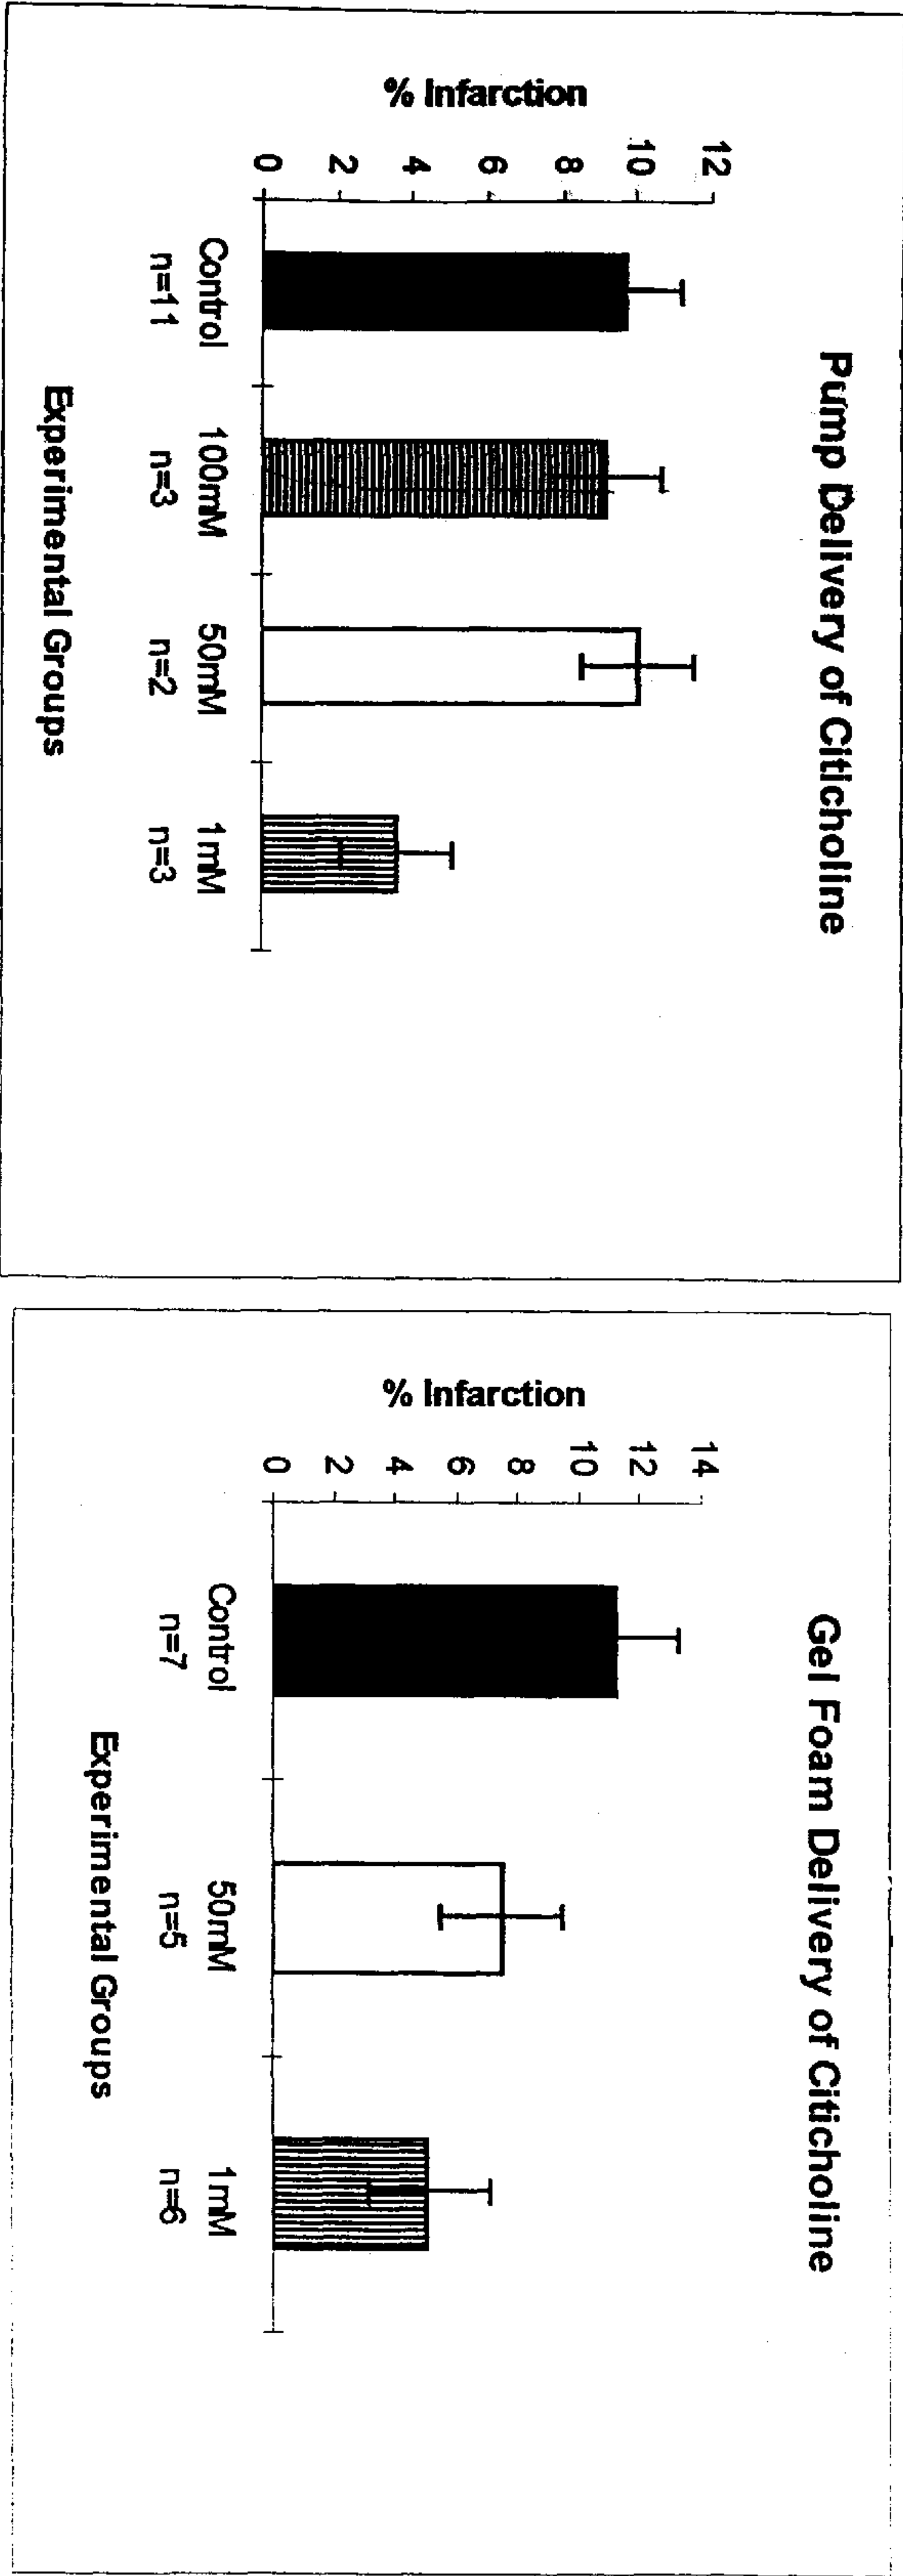 Pump Delivery of Citicholine
% Infarction
12
10
8
6
4
2
0
Control
n=11
100mM
n=3
50mM
n=2
1mM
n=3
Experimental Groups
Gel Foam Delivery of Citicholine
% Infarction
14
12
10
8
6
4
2
0
Control
n=7
50mM
n=5
1mM
n=6
Experimental Groups